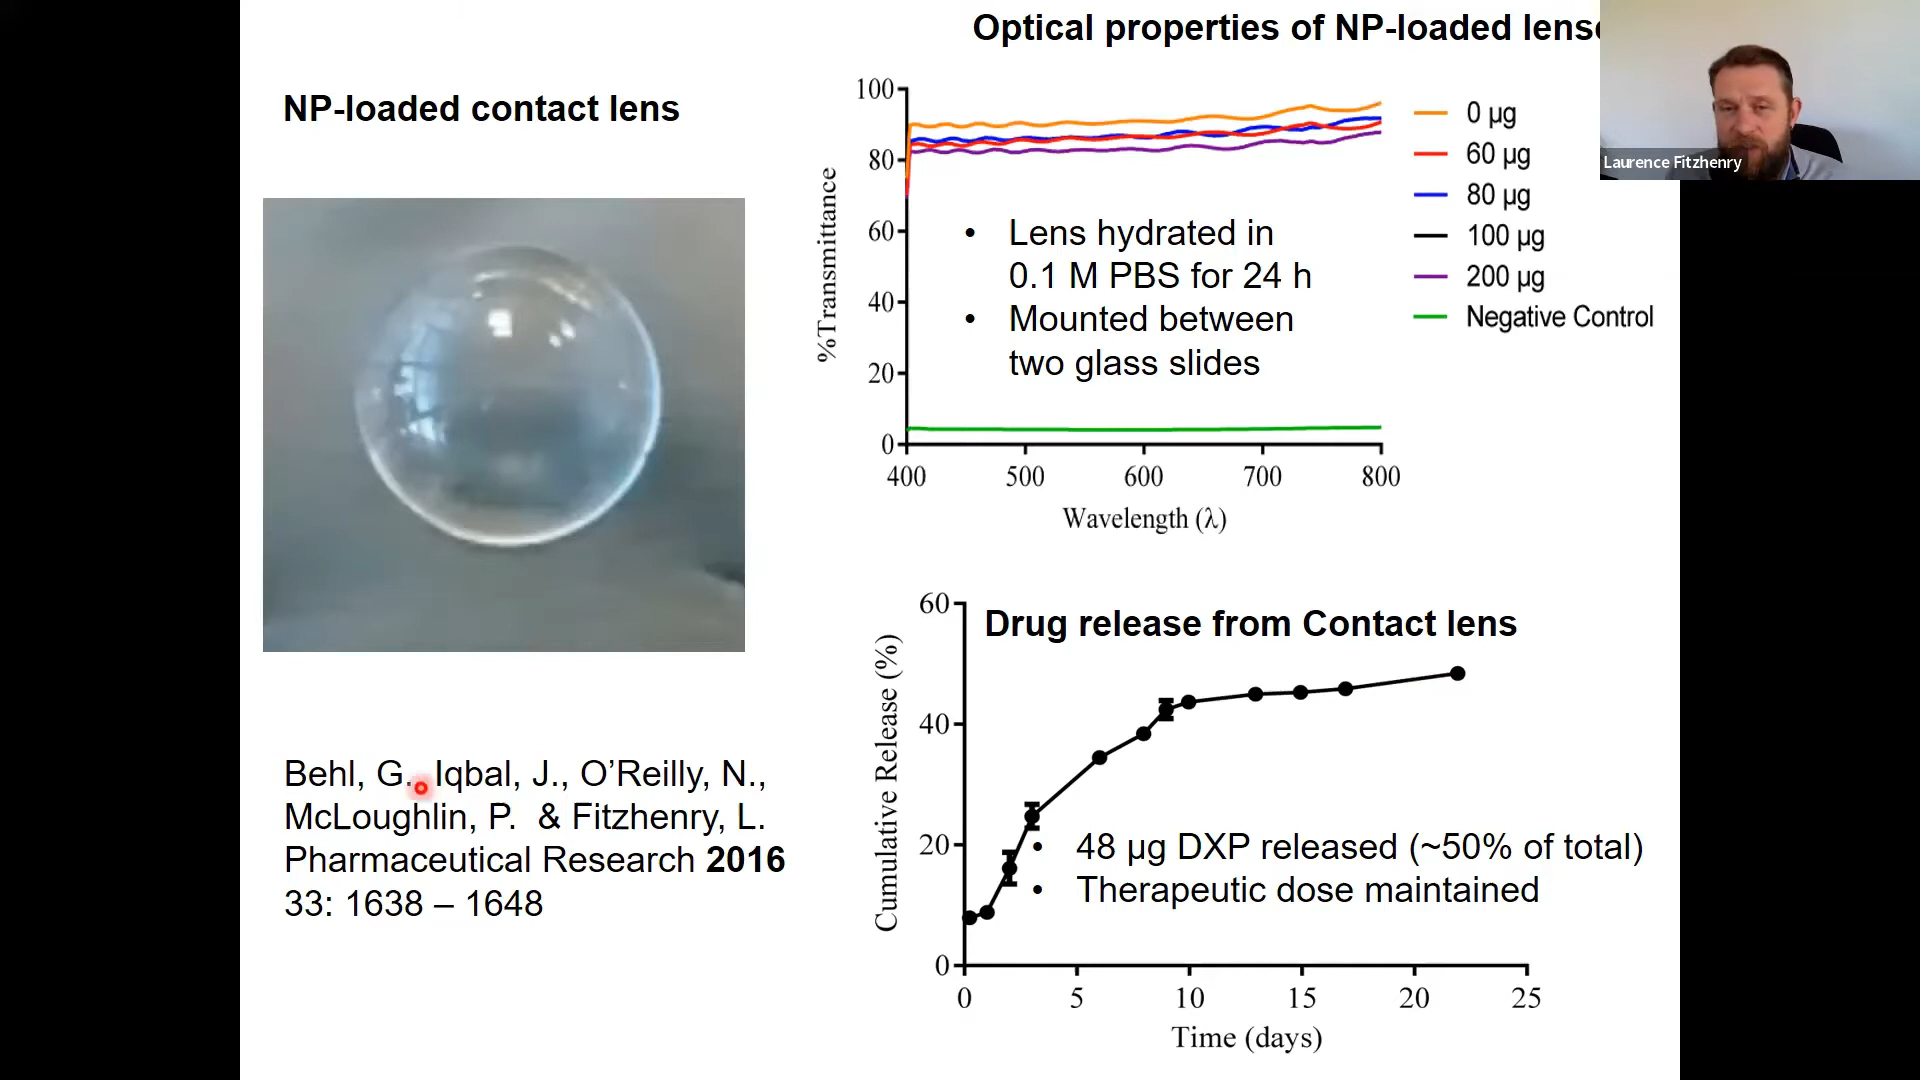 Optical properties of NP-loaded lens
NP-loaded contact lens
Laurence Fitzhenry
100
80
60
40
20
0
%Transmittance
400 500 600 700 800
Wavelength (λ)
0 µg
60 µg
80 µg
100 µg
200 µg
Negative Control
• Lens hydrated in
0.1 M PBS for 24 h
• Mounted between
two glass slides
Drug release from Contact lens
60
40
20
0
Cumulative Release (%)
0 5 10 15 20 25
Time (days)
• 48 µg DXP released (~50% of total)
• Therapeutic dose maintained
Behl, G., Iqbal, J., O’Reilly, N.,
McLoughlin, P. & Fitzhenry, L.
Pharmaceutical Research 2016
33: 1638 – 1648